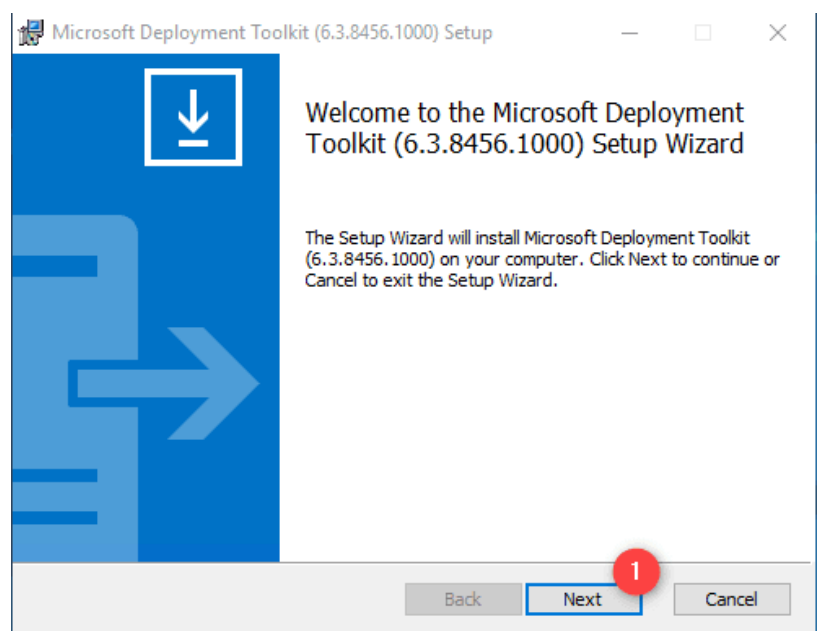 Microsoft Deployment Toolkit (6.3.8456.1000) Setup
Welcome to the Microsoft Deployment
Toolkit (6.3.8456.1000) Setup Wizard
The Setup Wizard will install Microsoft Deployment Toolkit
(6.3.8456.1000) on your computer. Click Next to continue or
Cancel to exit the Setup Wizard.
1
Back Next Cancel